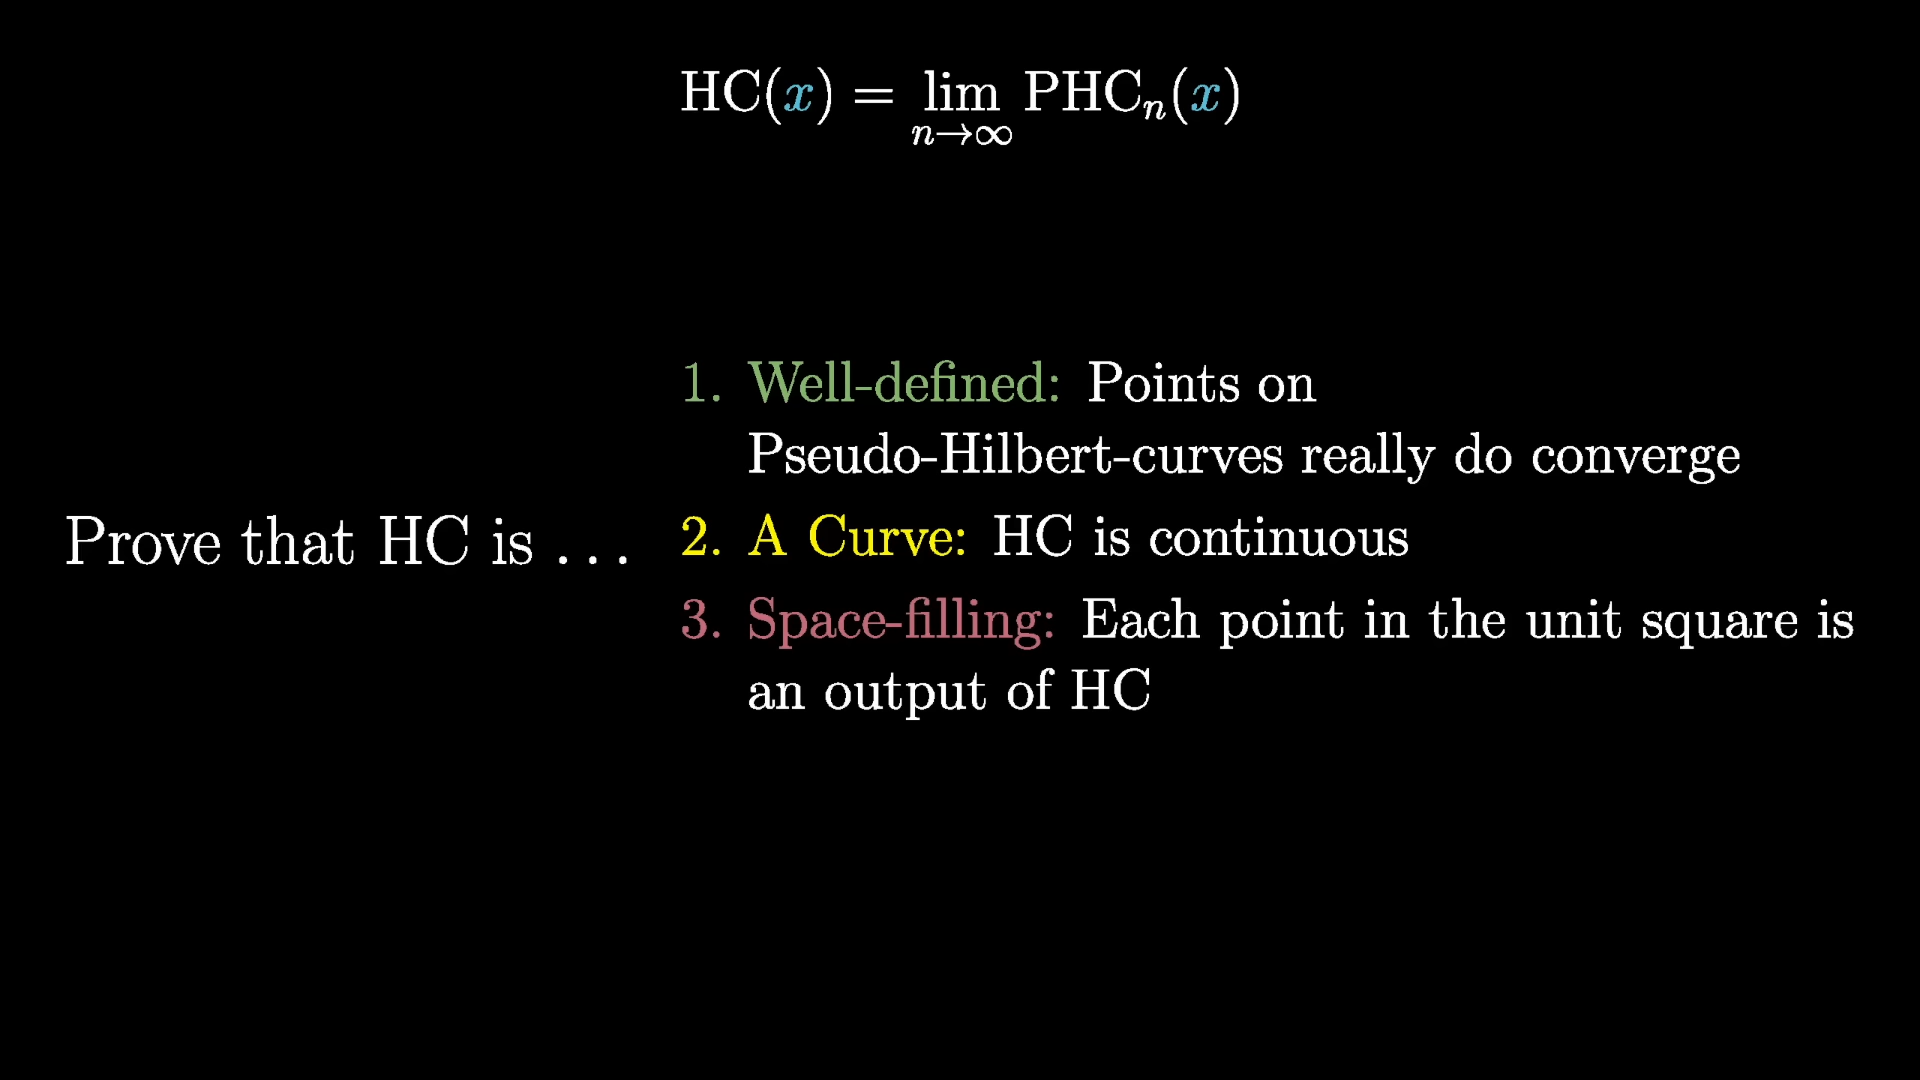 HC(x) = lim n→∞ PHCₙ(x)
Prove that HC is ...
1. Well-defined: Points on
Pseudo-Hilbert-curves really do converge
2. A Curve: HC is continuous
3. Space-filling: Each point in the unit square is
an output of HC